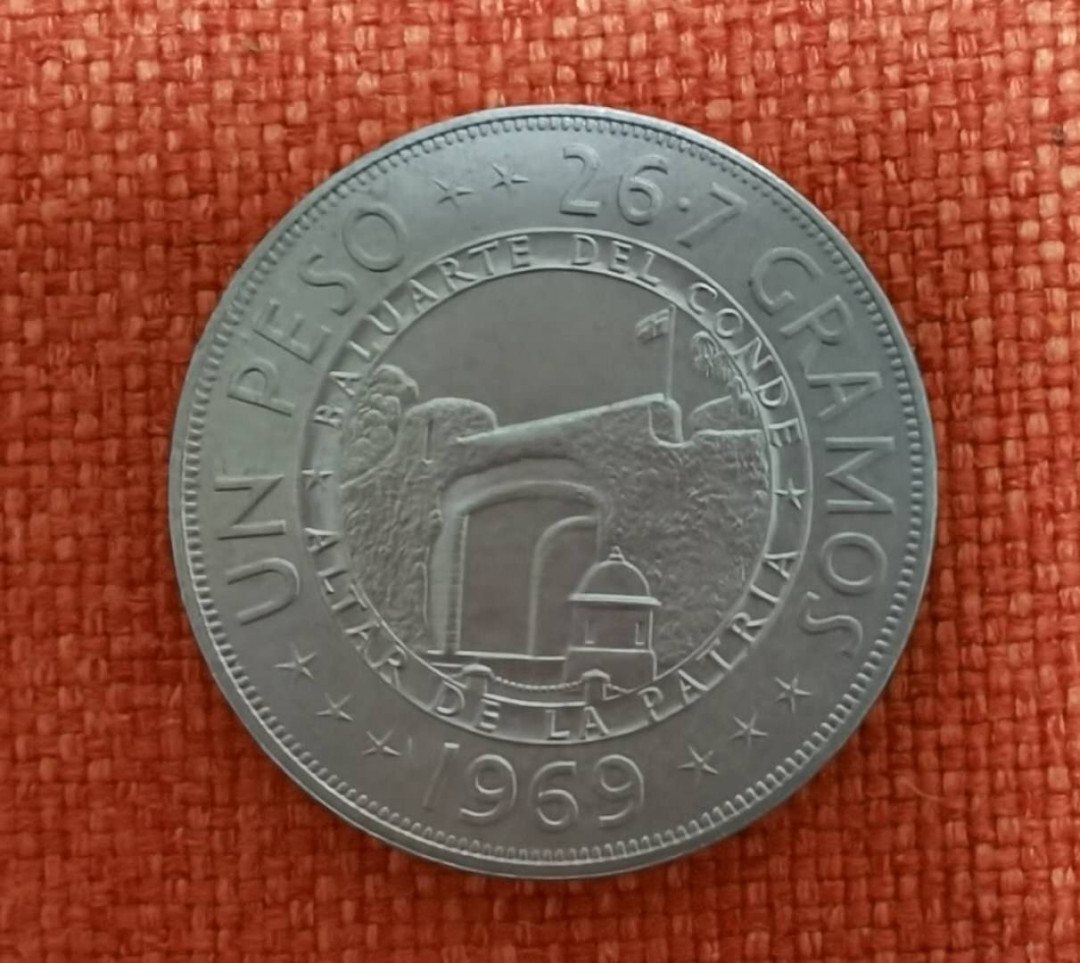 UN PESO ★★ 26·7 GRAMOS
BALUARTE DEL CONDE
★ ALTAR DE LA PATRIA ★
★★★ 1969 ★★★